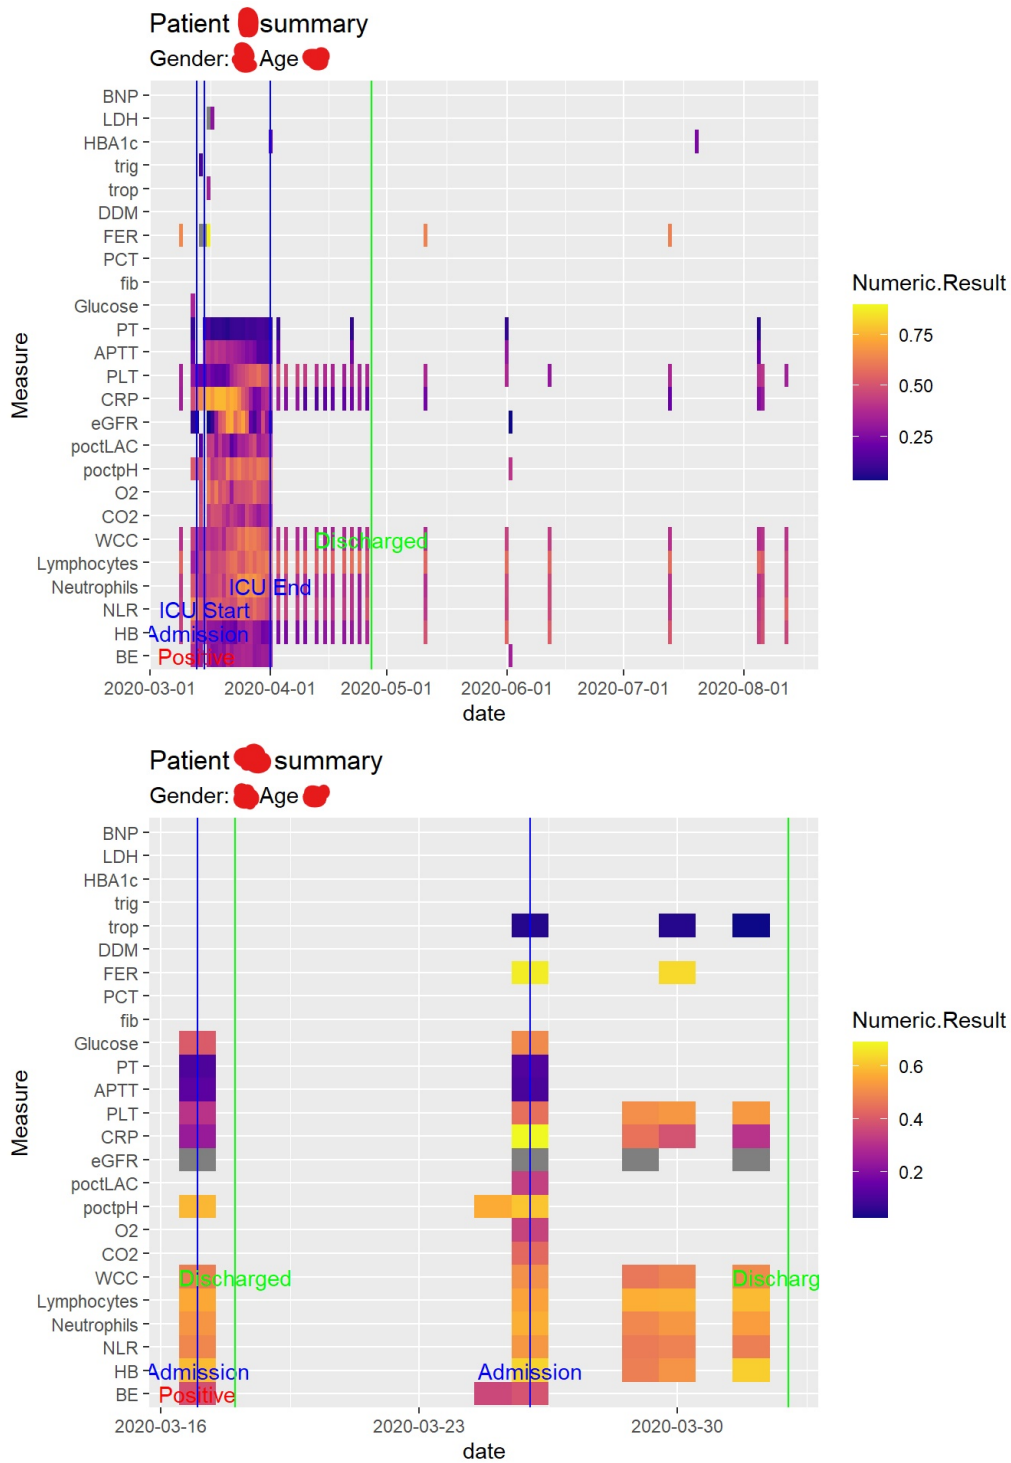 Patient summary
Gender: Age
BNP
LDH
HBA1c
trig
trop
DDM
FER
PCT
fib
Glucose
PT
APTT
PLT
CRP
eGFR
poctLAC
poctpH
O2
CO2
WCC
Lymphocytes
Neutrophils
NLR
HB
BE
Measure
Discharged
ICU End
ICU Start
Admission
Positive
2020-03-01 2020-04-01 2020-05-01 2020-06-01 2020-07-01 2020-08-01
date
Numeric.Result
0.75
0.50
0.25
Patient summary
Gender: Age
BNP
LDH
HBA1c
trig
trop
DDM
FER
PCT
fib
Glucose
PT
APTT
PLT
CRP
eGFR
poctLAC
poctpH
O2
CO2
WCC
Lymphocytes
Neutrophils
NLR
HB
BE
Measure
Discharged Discharg
Admission Admission
Positive
2020-03-16 2020-03-23 2020-03-30
date
Numeric.Result
0.6
0.4
0.2